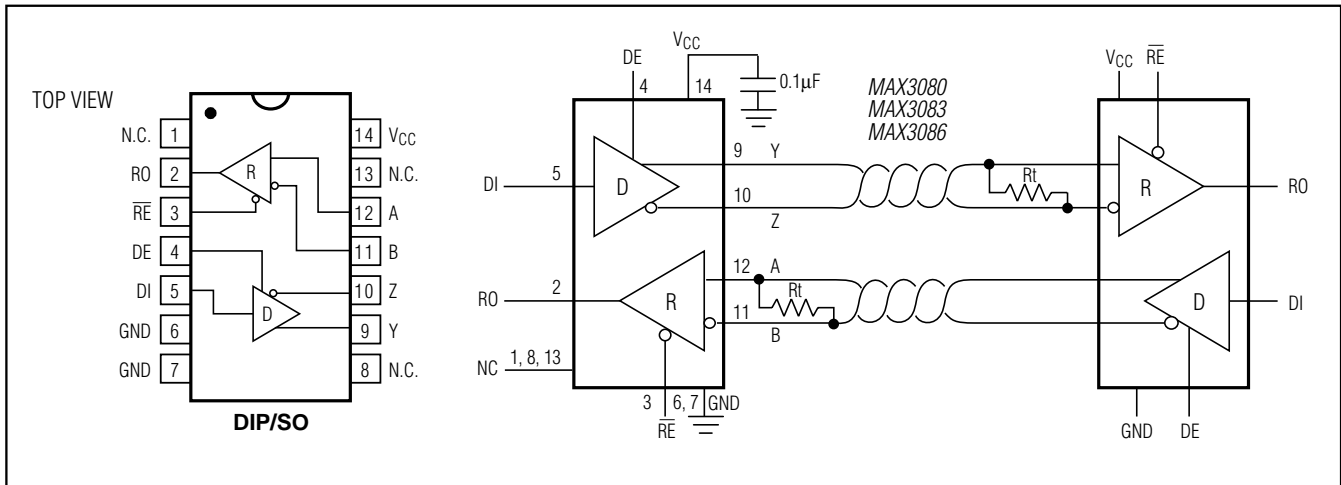 TOP VIEW
N.C. 1
RO 2
RE 3
DE 4
DI 5
GND 6
GND 7
14 VCC
13 N.C.
12 A
11 B
10 Z
9 Y
8 N.C.
R
D
DIP/SO
VCC
DE
4
14
0.1μF
MAX3080
MAX3083
MAX3086
DI 5
D
9 Y
10
Z
Rt
RO 2
R
12 A
Rt
11
B
NC 1, 8, 13
3 6, 7 GND
RE
VCC RE
R
RO
D
DI
GND DE